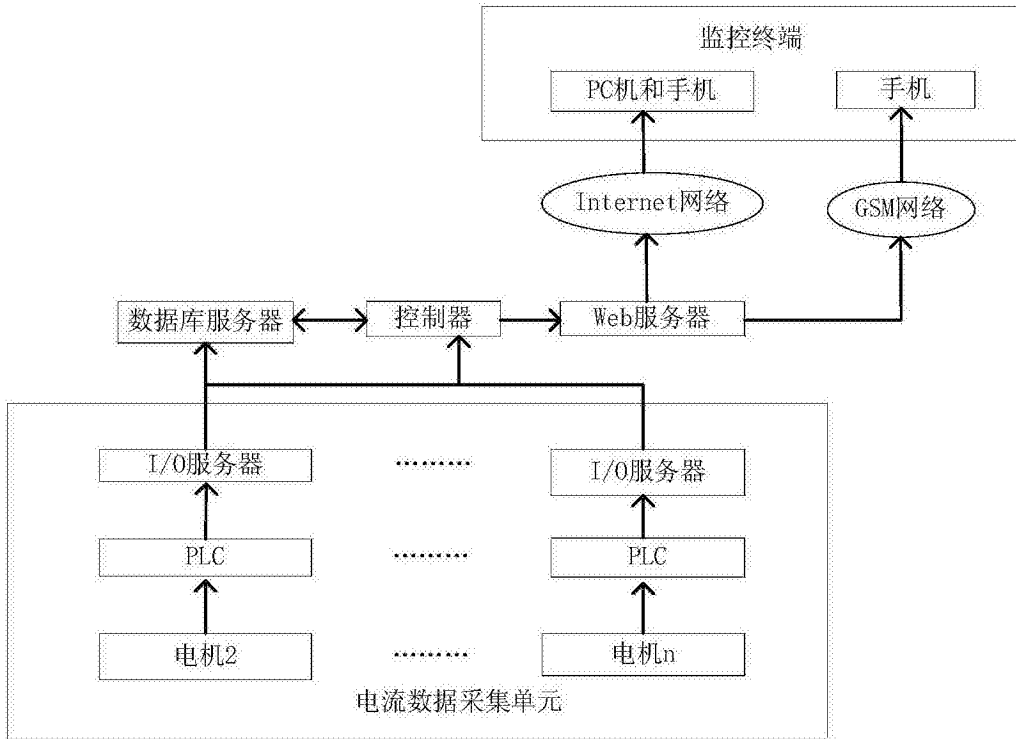 监控终端
PC机和手机
手机
Internet网络
GSM网络
数据库服务器
控制器
Web服务器
I/O服务器
………
I/O服务器
PLC
………
PLC
电机2
………
电机n
电流数据采集单元